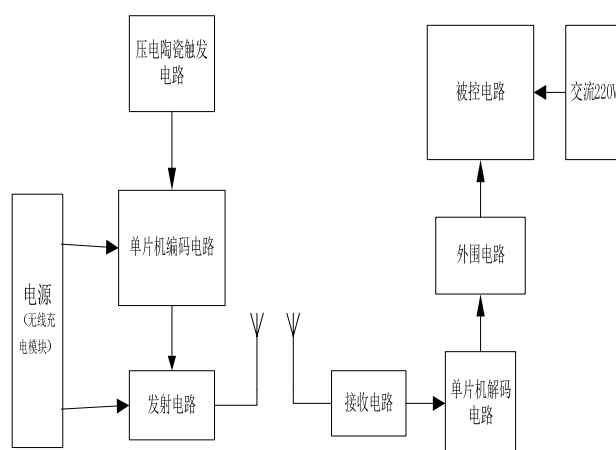 压电陶瓷触发
电路
被控电路
交流220V
单片机编码电路
外围电路
电源
（无线充
电模块）
发射电路
接收电路
单片机解码
电路